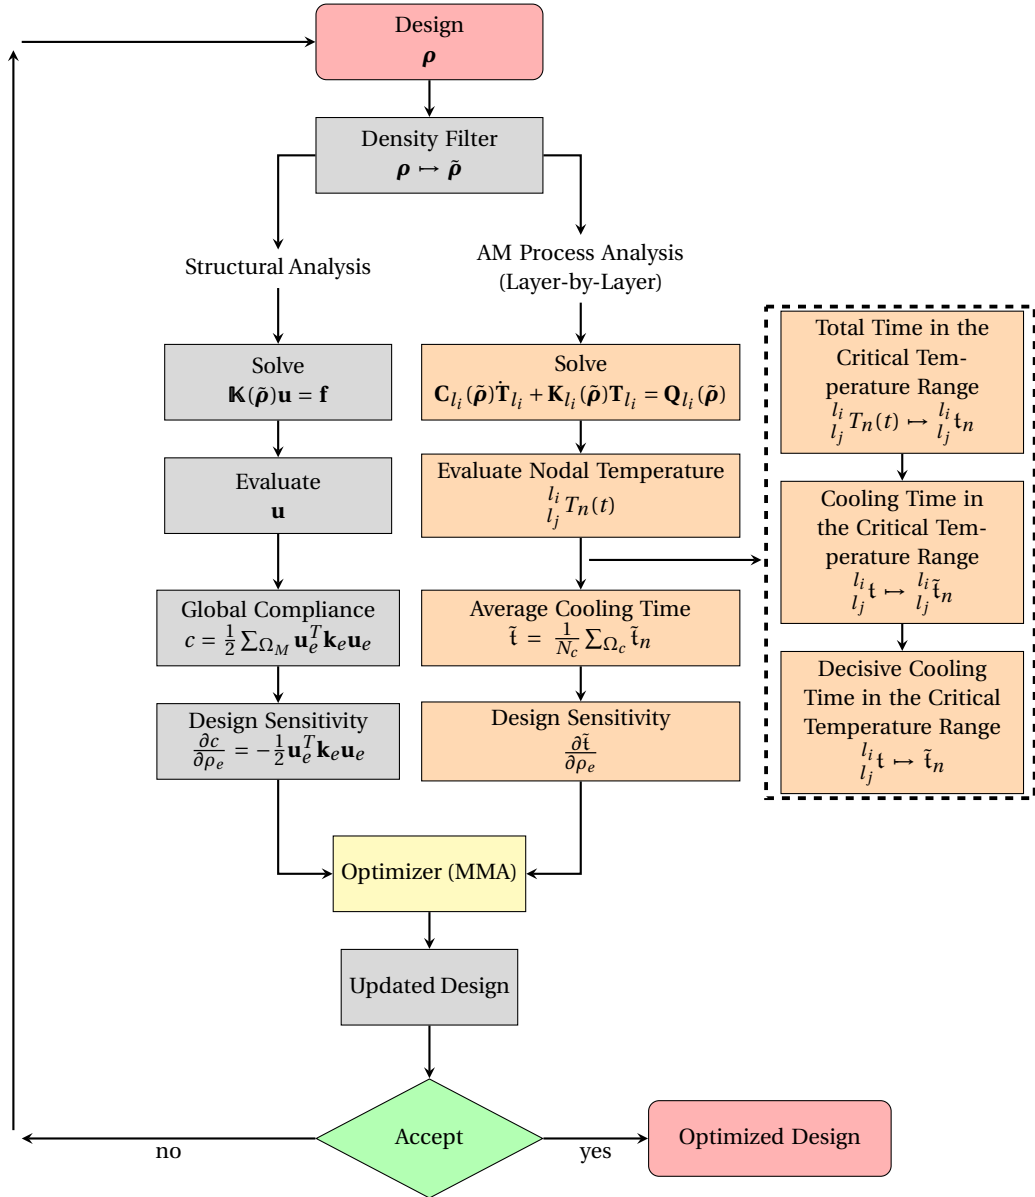 Design
𝝆
Density Filter
𝝆 ↦ 𝝆̃
Structural Analysis
AM Process Analysis
(Layer-by-Layer)
Solve
𝕂(𝝆̃)𝐮 = 𝐟
Evaluate
𝐮
Global Compliance
c = 1/2 ∑_{Ω_M} 𝐮_e^T 𝐤_e 𝐮_e
Design Sensitivity
∂c/∂ρ_e = −1/2 𝐮_e^T 𝐤_e 𝐮_e
Solve
𝐂_{l_i}(𝝆̃)𝐓̇_{l_i} + 𝐊_{l_i}(𝝆̃)𝐓_{l_i} = 𝐐_{l_i}(𝝆̃)
Evaluate Nodal Temperature
^{l_i}_{l_j} T_n(t)
Average Cooling Time
𝔱̃ = 1/N_c ∑_{Ω_c} 𝔱̃_n
Design Sensitivity
∂𝔱̃/∂ρ_e
Total Time in the
Critical Tem-
perature Range
^{l_i}_{l_j} T_n(t) ↦ ^{l_i}_{l_j} 𝔱_n
Cooling Time in
the Critical Tem-
perature Range
^{l_i}_{l_j} 𝔱 ↦ ^{l_i}_{l_j} 𝔱̃_n
Decisive Cooling
Time in the Critical
Temperature Range
^{l_i}_{l_j} 𝔱 ↦ 𝔱̃_n
Optimizer (MMA)
Updated Design
Accept
no
yes
Optimized Design